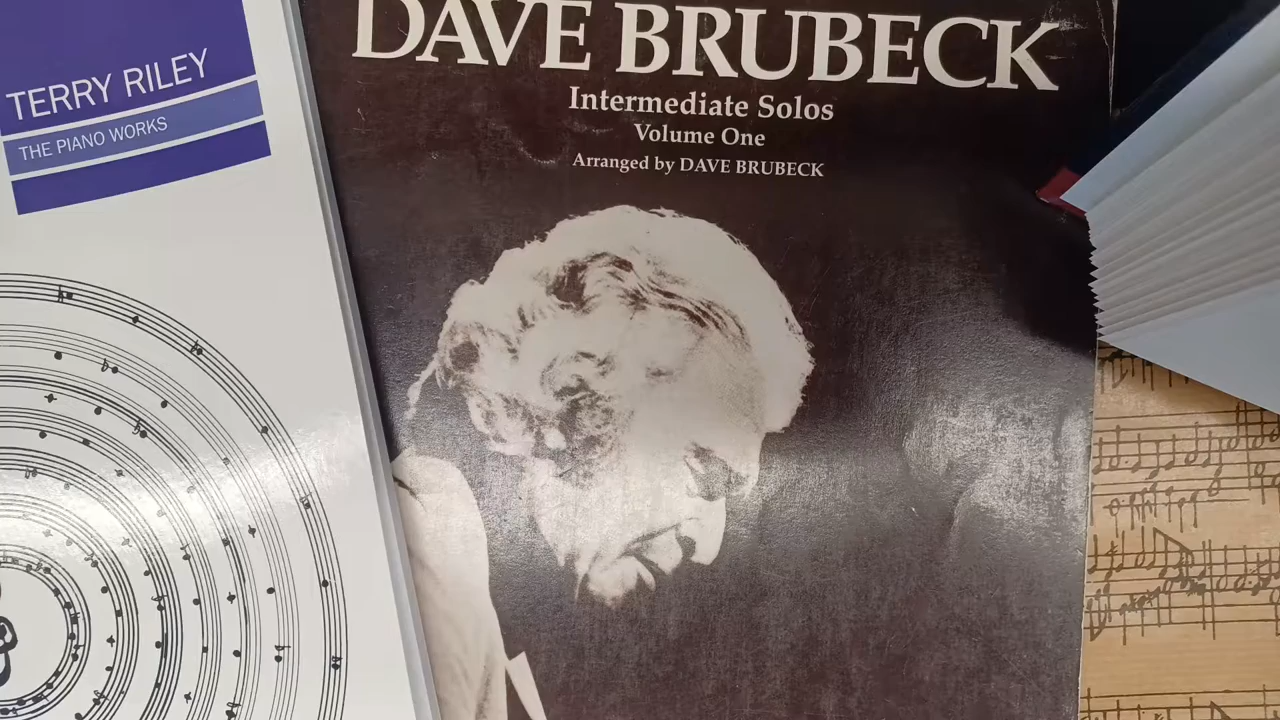 TERRY RILEY
THE PIANO WORKS
DAVE BRUBECK
Intermediate Solos
Volume One
Arranged by DAVE BRUBECK